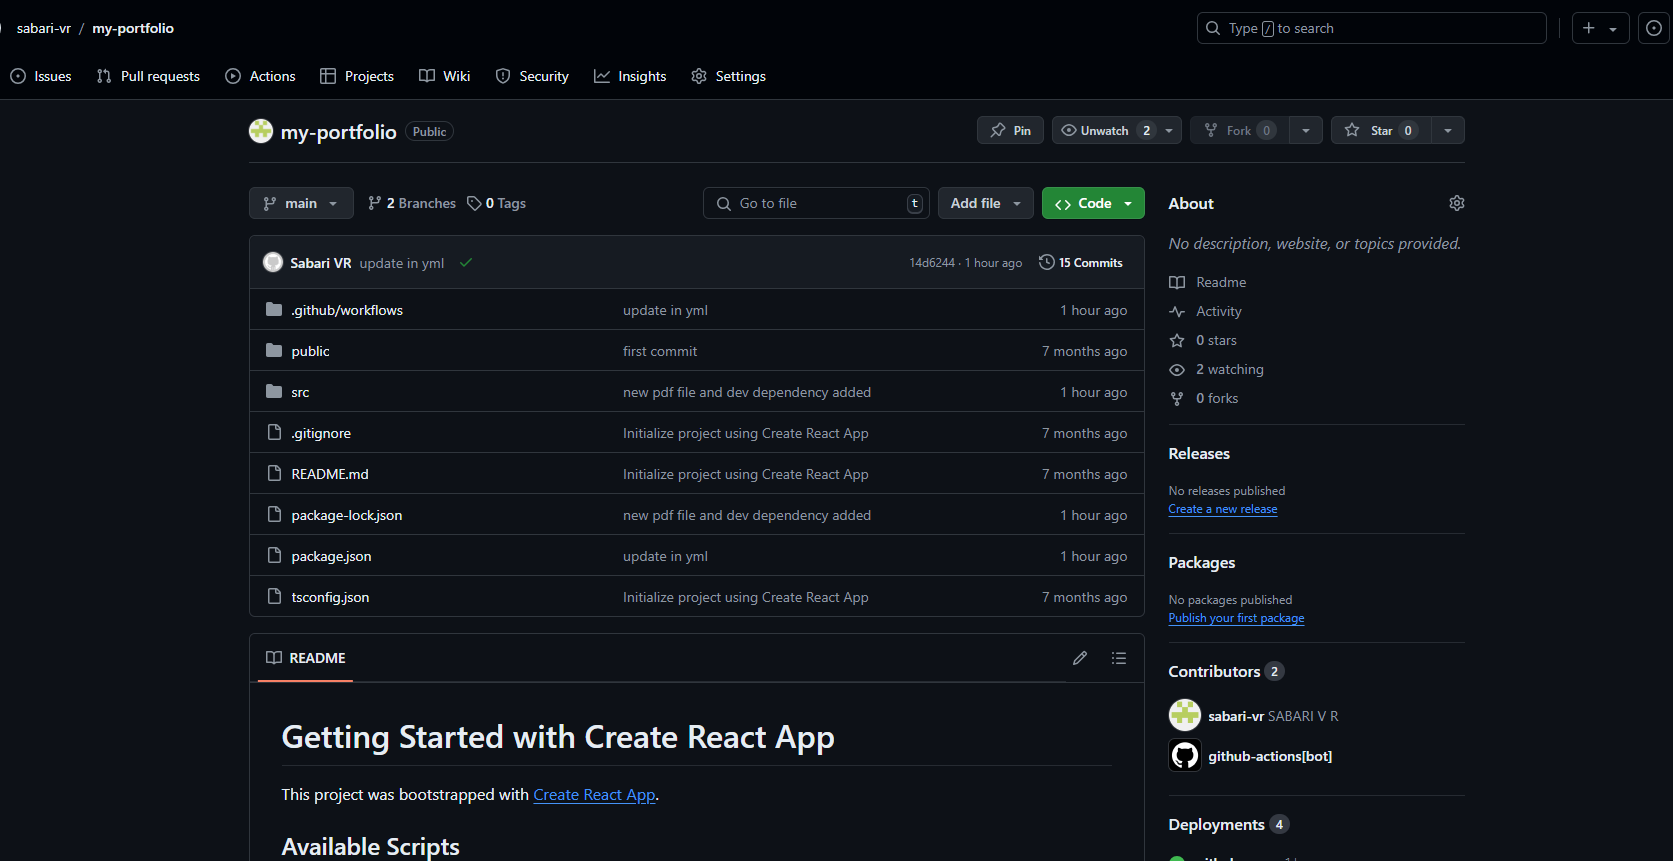 sabari-vr / my-portfolio
Type / to search
Issues Pull requests Actions Projects Wiki Security Insights Settings
my-portfolio Public
Pin Unwatch 2 Fork 0 Star 0
main 2 Branches 0 Tags Go to file t Add file Code
Sabari VR update in yml 14d6244 · 1 hour ago 15 Commits
.github/workflows update in yml 1 hour ago
public first commit 7 months ago
src new pdf file and dev dependency added 1 hour ago
.gitignore Initialize project using Create React App 7 months ago
README.md Initialize project using Create React App 7 months ago
package-lock.json new pdf file and dev dependency added 1 hour ago
package.json update in yml 1 hour ago
tsconfig.json Initialize project using Create React App 7 months ago
README
Getting Started with Create React App
This project was bootstrapped with Create React App.
Available Scripts
About
No description, website, or topics provided.
Readme
Activity
0 stars
2 watching
0 forks
Releases
No releases published
Create a new release
Packages
No packages published
Publish your first package
Contributors 2
sabari-vr SABARI V R
github-actions[bot]
Deployments 4